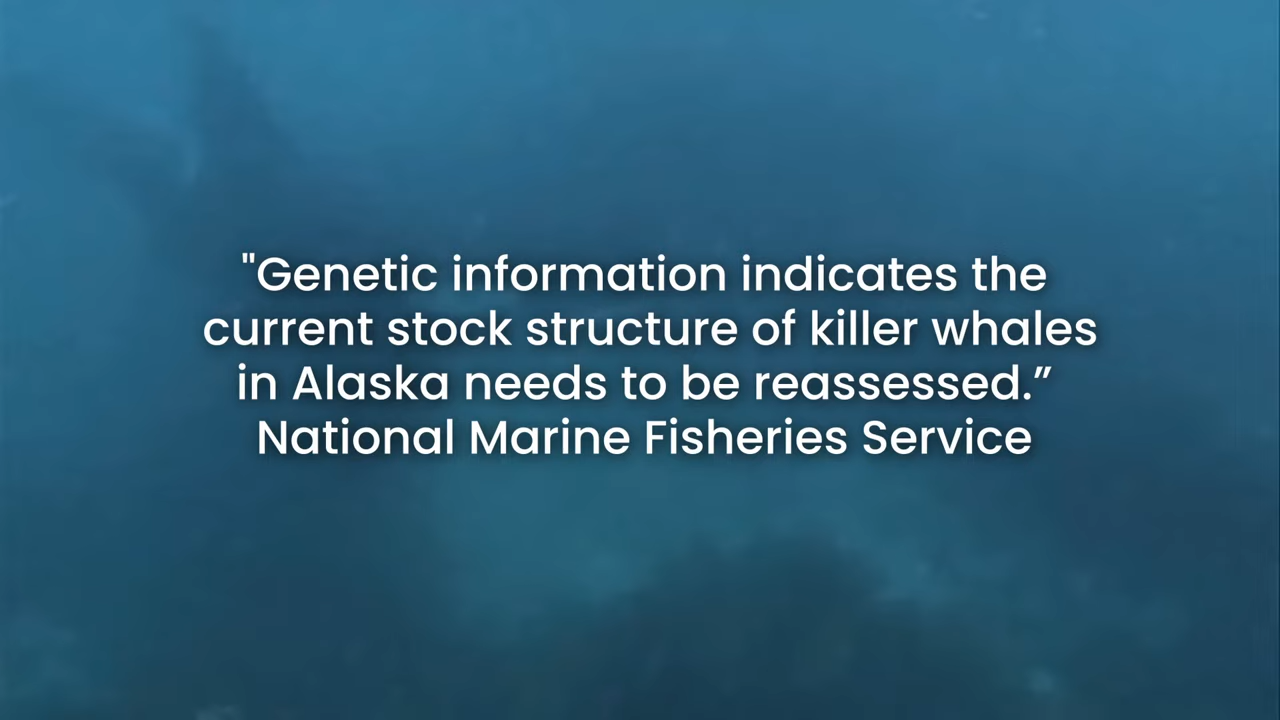 "Genetic information indicates the
current stock structure of killer whales
in Alaska needs to be reassessed.”
National Marine Fisheries Service